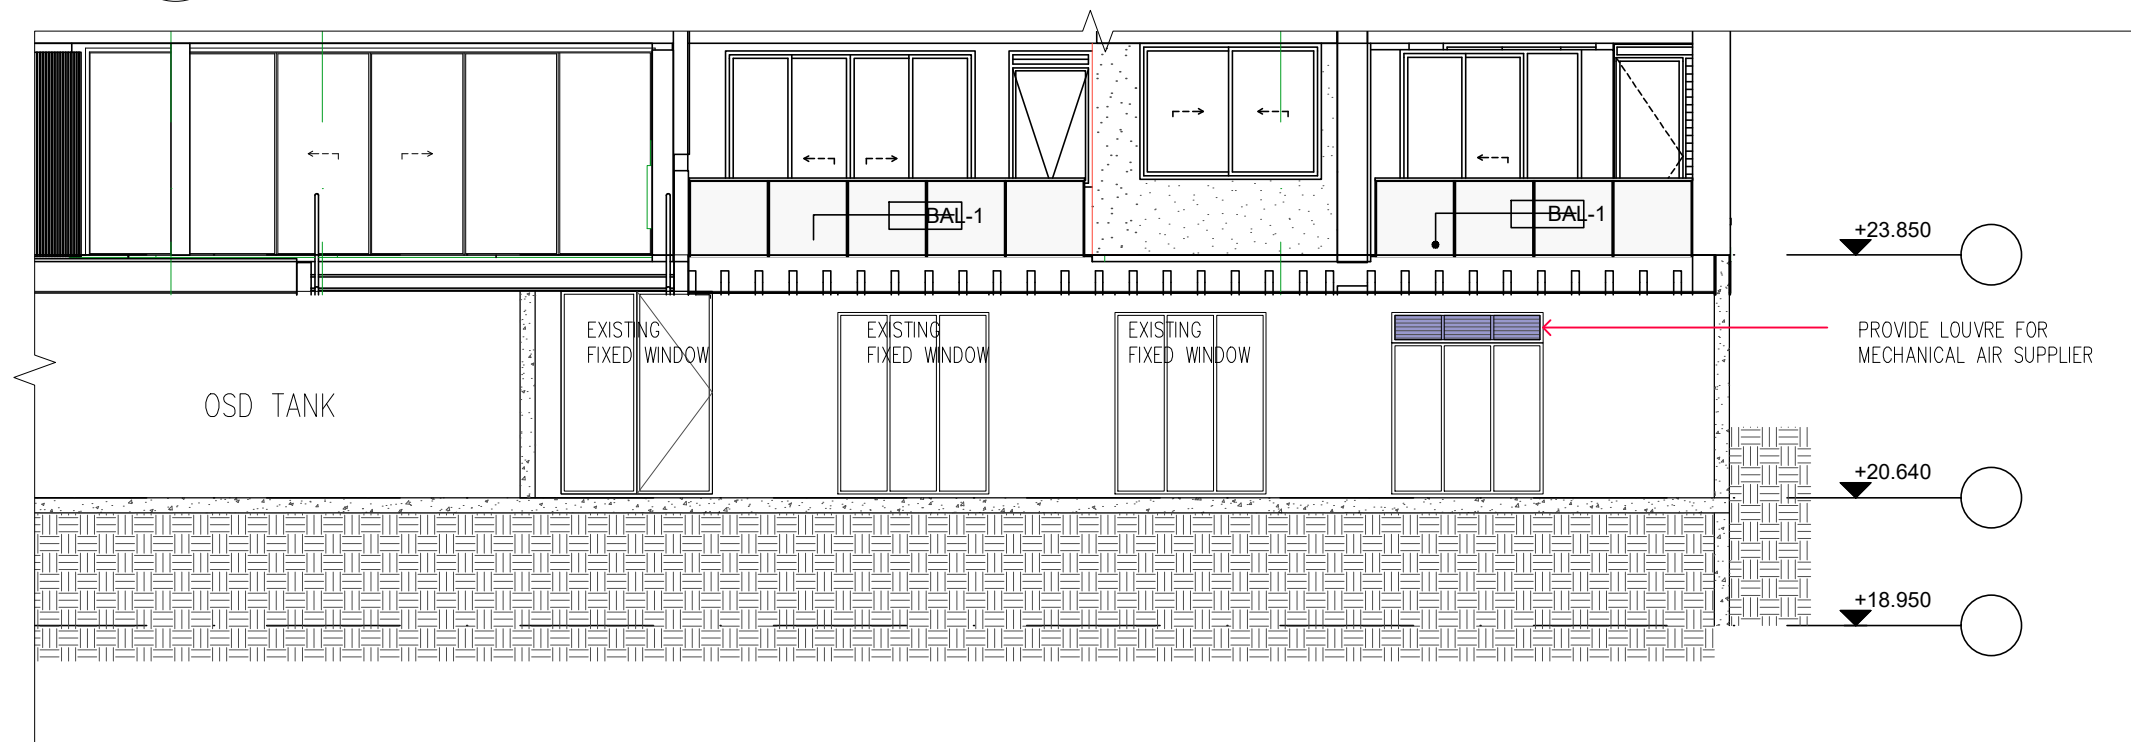 BAL-1
BAL-1
+23.850
EXISTING
FIXED WINDOW
EXISTING
FIXED WINDOW
EXISTING
FIXED WINDOW
PROVIDE LOUVRE FOR
MECHANICAL AIR SUPPLIER
OSD TANK
+20.640
+18.950